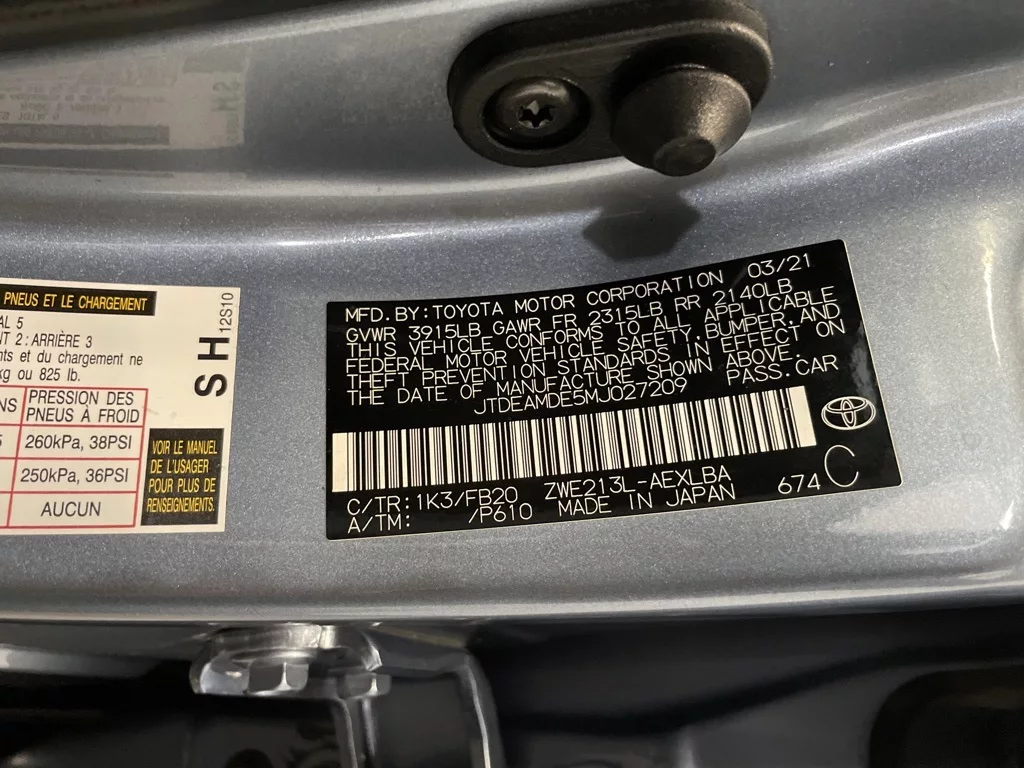 PNEUS ET LE CHARGEMENT
AL 5
NT 2 : ARRIÈRE 3
nts et du chargement ne
kg ou 825 lb.
NS PRESSION DES
PNEUS À FROID
5 260kPa, 38PSI
250kPa, 36PSI
AUCUN
VOIR LE MANUEL
DE L'USAGER
POUR PLUS DE
RENSEIGNEMENTS.
SH
12S10
MFD.BY:TOYOTA MOTOR CORPORATION 03/21
GVWR 3915LB GAWR FR 2315LB RR 2140LB
THIS VEHICLE CONFORMS TO ALL APPLICABLE
FEDERAL MOTOR VEHICLE SAFETY,BUMPER,AND
THEFT PREVENTION STANDARDS IN EFFECT ON
THE DATE OF MANUFACTURE SHOWN ABOVE.
JTDEAMDE5MJ027209 PASS.CAR
C/TR:1K3/FB20 ZWE213L-AEXLBA
A/TM: /P610 MADE IN JAPAN 674 C